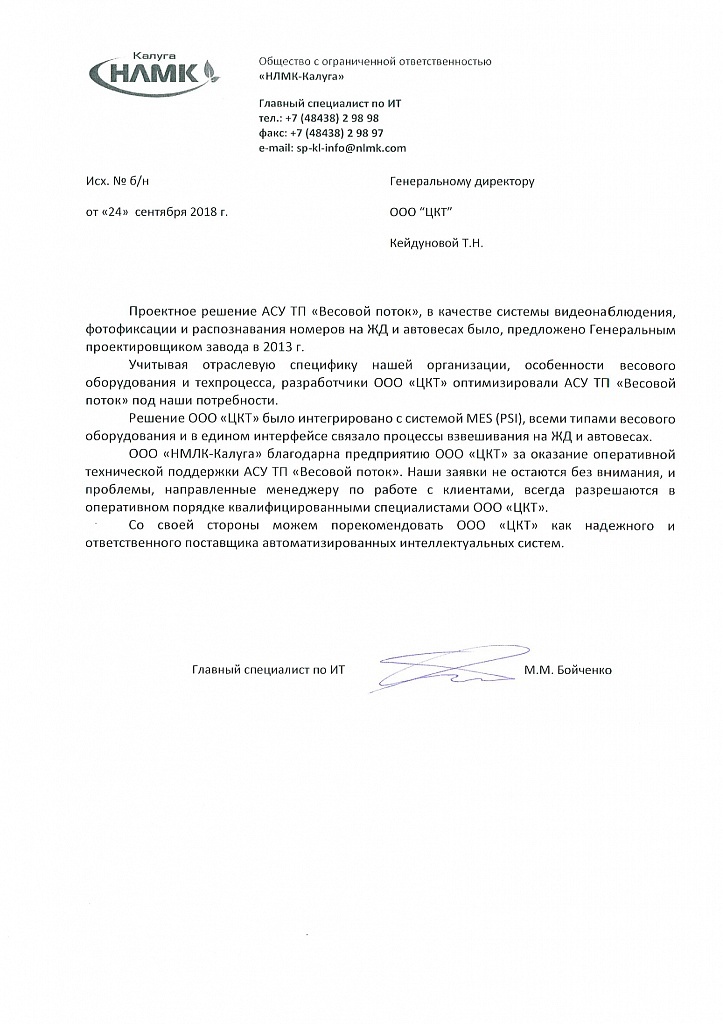 Калуга
НЛМК
Общество с ограниченной ответственностью
«НЛМК-Калуга»
Главный специалист по ИТ
тел.: +7 (48438) 2 98 98
факс: +7 (48438) 2 98 97
e-mail: sp-kl-info@nlmk.com
Исх. № б/н
Генеральному директору
от «24» сентября 2018 г.
ООО "ЦКТ"
Кейдуновой Т.Н.
Проектное решение АСУ ТП «Весовой поток», в качестве системы видеонаблюдения,
фотофиксации и распознавания номеров на ЖД и автовесах было, предложено Генеральным
проектировщиком завода в 2013 г.
Учитывая отраслевую специфику нашей организации, особенности весового
оборудования и техпроцесса, разработчики ООО «ЦКТ» оптимизировали АСУ ТП «Весовой
поток» под наши потребности.
Решение ООО «ЦКТ» было интегрировано с системой MES (PSI), всеми типами весового
оборудования и в едином интерфейсе связало процессы взвешивания на ЖД и автовесах.
ООО «НМЛК-Калуга» благодарна предприятию ООО «ЦКТ» за оказание оперативной
технической поддержки АСУ ТП «Весовой поток». Наши заявки не остаются без внимания, и
проблемы, направленные менеджеру по работе с клиентами, всегда разрешаются в
оперативном порядке квалифицированными специалистами ООО «ЦКТ».
Со своей стороны можем порекомендовать ООО «ЦКТ» как надежного и
ответственного поставщика автоматизированных интеллектуальных систем.
Главный специалист по ИТ
М.М. Бойченко